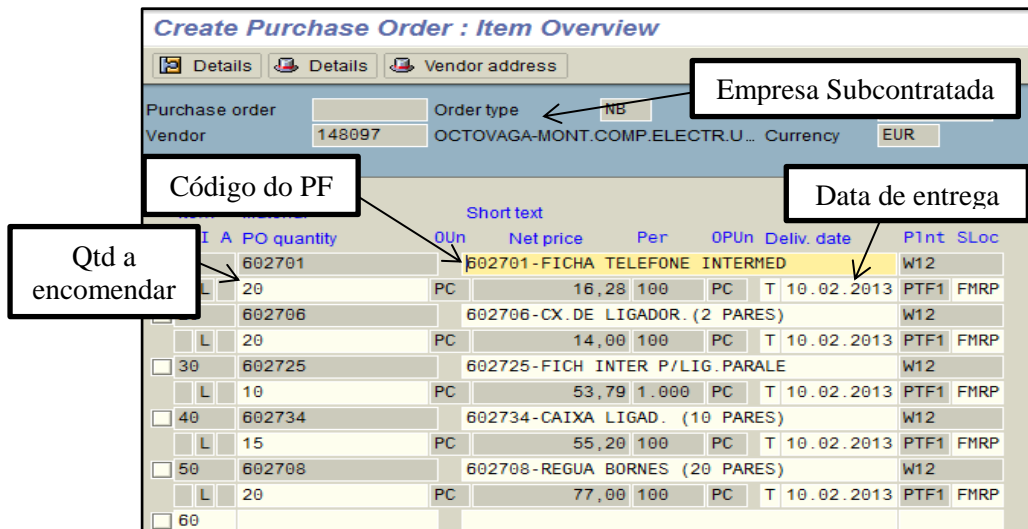 Create Purchase Order : Item Overview
Details Details Vendor address
Empresa Subcontratada
Purchase order Order type NB
Vendor 148097 OCTOVAGA-MONT.COMP.ELECTR.U… Currency EUR
Código do PF
Data de entrega
Short text
I A PO quantity OUn Net price Per OPUn Deliv. date Plnt SLoc
Qtd a
encomendar
602701 602701-FICHA TELEFONE INTERMED W12
L 20 PC 16,28 100 PC T 10.02.2013 PTF1 FMRP
602706 602706-CX.DE LIGADOR.(2 PARES) W12
L 20 PC 14,00 100 PC T 10.02.2013 PTF1 FMRP
30 602725 602725-FICH INTER P/LIG.PARALE W12
L 10 PC 53,79 1.000 PC T 10.02.2013 PTF1 FMRP
40 602734 602734-CAIXA LIGAD. (10 PARES) W12
L 15 PC 55,20 100 PC T 10.02.2013 PTF1 FMRP
50 602708 602708-REGUA BORNES (20 PARES) W12
L 20 PC 77,00 100 PC T 10.02.2013 PTF1 FMRP
60